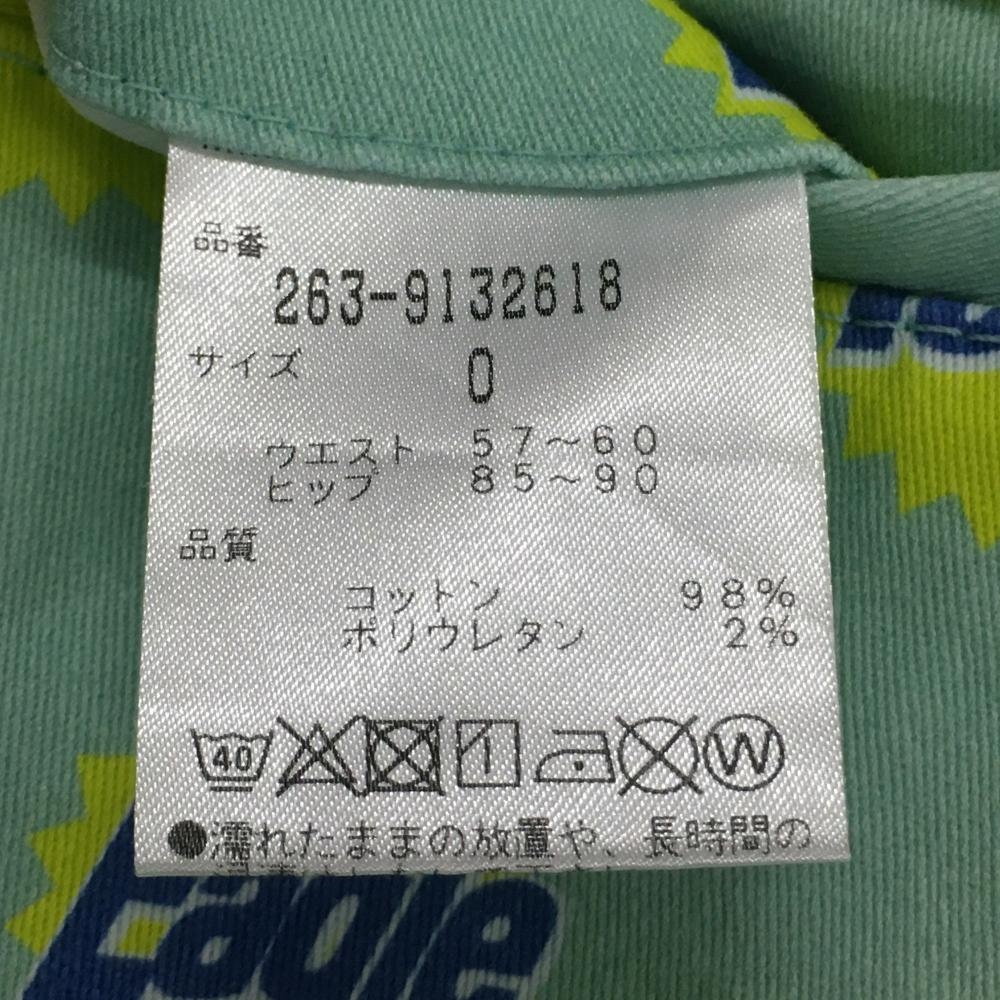 品番
263-9132618
サイズ 0
ウエスト 57～60
ヒップ 85～90
品質
コットン 98%
ポリウレタン 2%
40 W
●濡れたままの放置や、長時間の
Eagle